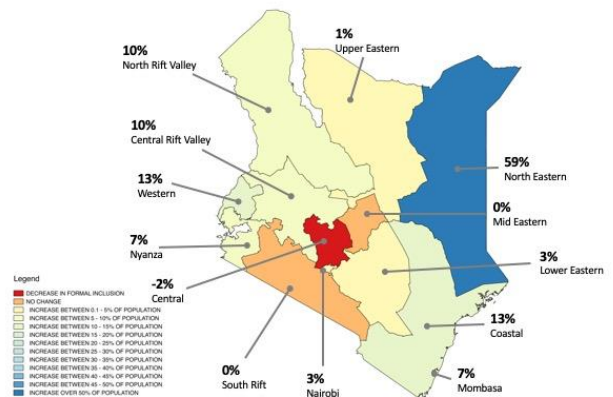 10%
North Rift Valley
1%
Upper Eastern
10%
Central Rift Valley
13%
Western
59%
North Eastern
0%
Mid Eastern
7%
Nyanza
3%
Lower Eastern
-2%
Central
13%
Coastal
0%
South Rift
3%
Nairobi
7%
Mombasa
Legend
DECREASE IN FORMAL INCLUSION
NO CHANGE
INCREASE BETWEEN 0.1 - 5% OF POPULATION
INCREASE BETWEEN 5 - 10% OF POPULATION
INCREASE BETWEEN 10 - 15% OF POPULATION
INCREASE BETWEEN 15 - 20% OF POPULATION
INCREASE BETWEEN 20 - 25% OF POPULATION
INCREASE BETWEEN 25 - 30% OF POPULATION
INCREASE BETWEEN 30 - 35% OF POPULATION
INCREASE BETWEEN 35 - 40% OF POPULATION
INCREASE BETWEEN 40 - 45% OF POPULATION
INCREASE BETWEEN 45 - 50% OF POPULATION
INCREASE OVER 50% OF POPULATION